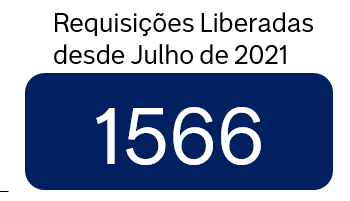 Requisições Liberadas
desde Julho de 2021
1566